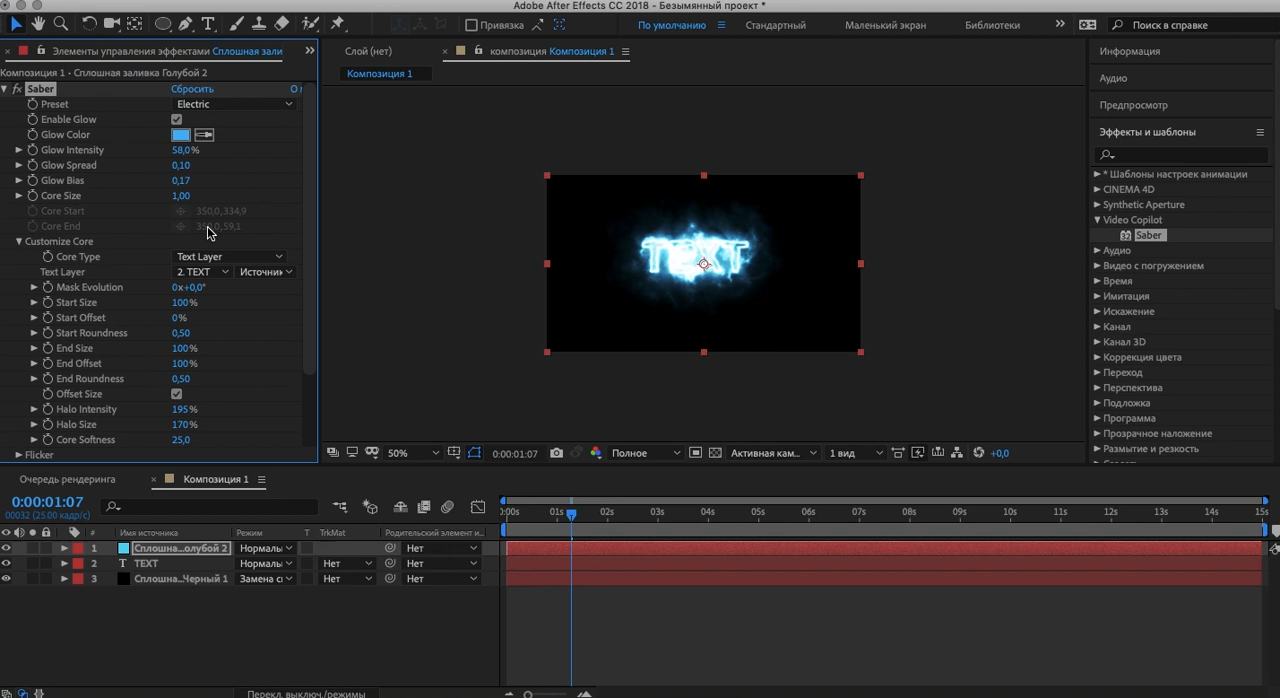 Adobe After Effects CC 2018 - Безымянный проект *
Привязка
По умолчанию
Стандартный
Маленький экран
Библиотеки
Поиск в справке
Элементы управления эффектами Сплошная зали
Слой (нет)
композиция Композиция 1
Информация
Композиция 1 • Сплошная заливка Голубой 2
Композиция 1
Аудио
fx Saber
Сбросить
Preset
Electric
Предпросмотр
Enable Glow
Glow Color
Эффекты и шаблоны
Glow Intensity
58,0%
Glow Spread
0,10
Glow Bias
0,17
* Шаблоны настроек анимации
Core Size
1,00
CINEMA 4D
Core Start
350,0,334,9
Synthetic Aperture
Core End
Video Copilot
Customize Core
Saber
Core Type
Text Layer
Аудио
Text Layer
2. TEXT
Источник
Видео с погружением
Mask Evolution
0x+0,0°
Время
Start Size
100%
Имитация
Start Offset
0%
Искажение
Start Roundness
0,50
Канал
End Size
100%
Канал 3D
End Offset
100%
Коррекция цвета
End Roundness
0,50
Переход
Offset Size
Перспектива
Halo Intensity
195%
Подложка
Halo Size
170%
Программа
Core Softness
25,0
Прозрачное наложение
Flicker
Размытие и резкость
TEXT
50%
0:00:01:07
Полное
Активная кам...
1 вид
+0,0
Очередь рендеринга
Композиция 1
0:00:01:07
00032 (25.00 кадр/с)
:00s 01s 02s 03s 04s 05s 06s 07s 08s 09s 10s 11s 12s 13s 14s 15s
# Имя источника
Режим
T TrkMat
Родительский элемент и...
1
Сплошна...олубой 2
Нормаль
Нет
2
T TEXT
Нормаль
Нет
Нет
3
Сплошна...Черный 1
Замена с
Нет
Нет
Перекл. выключ./режимы